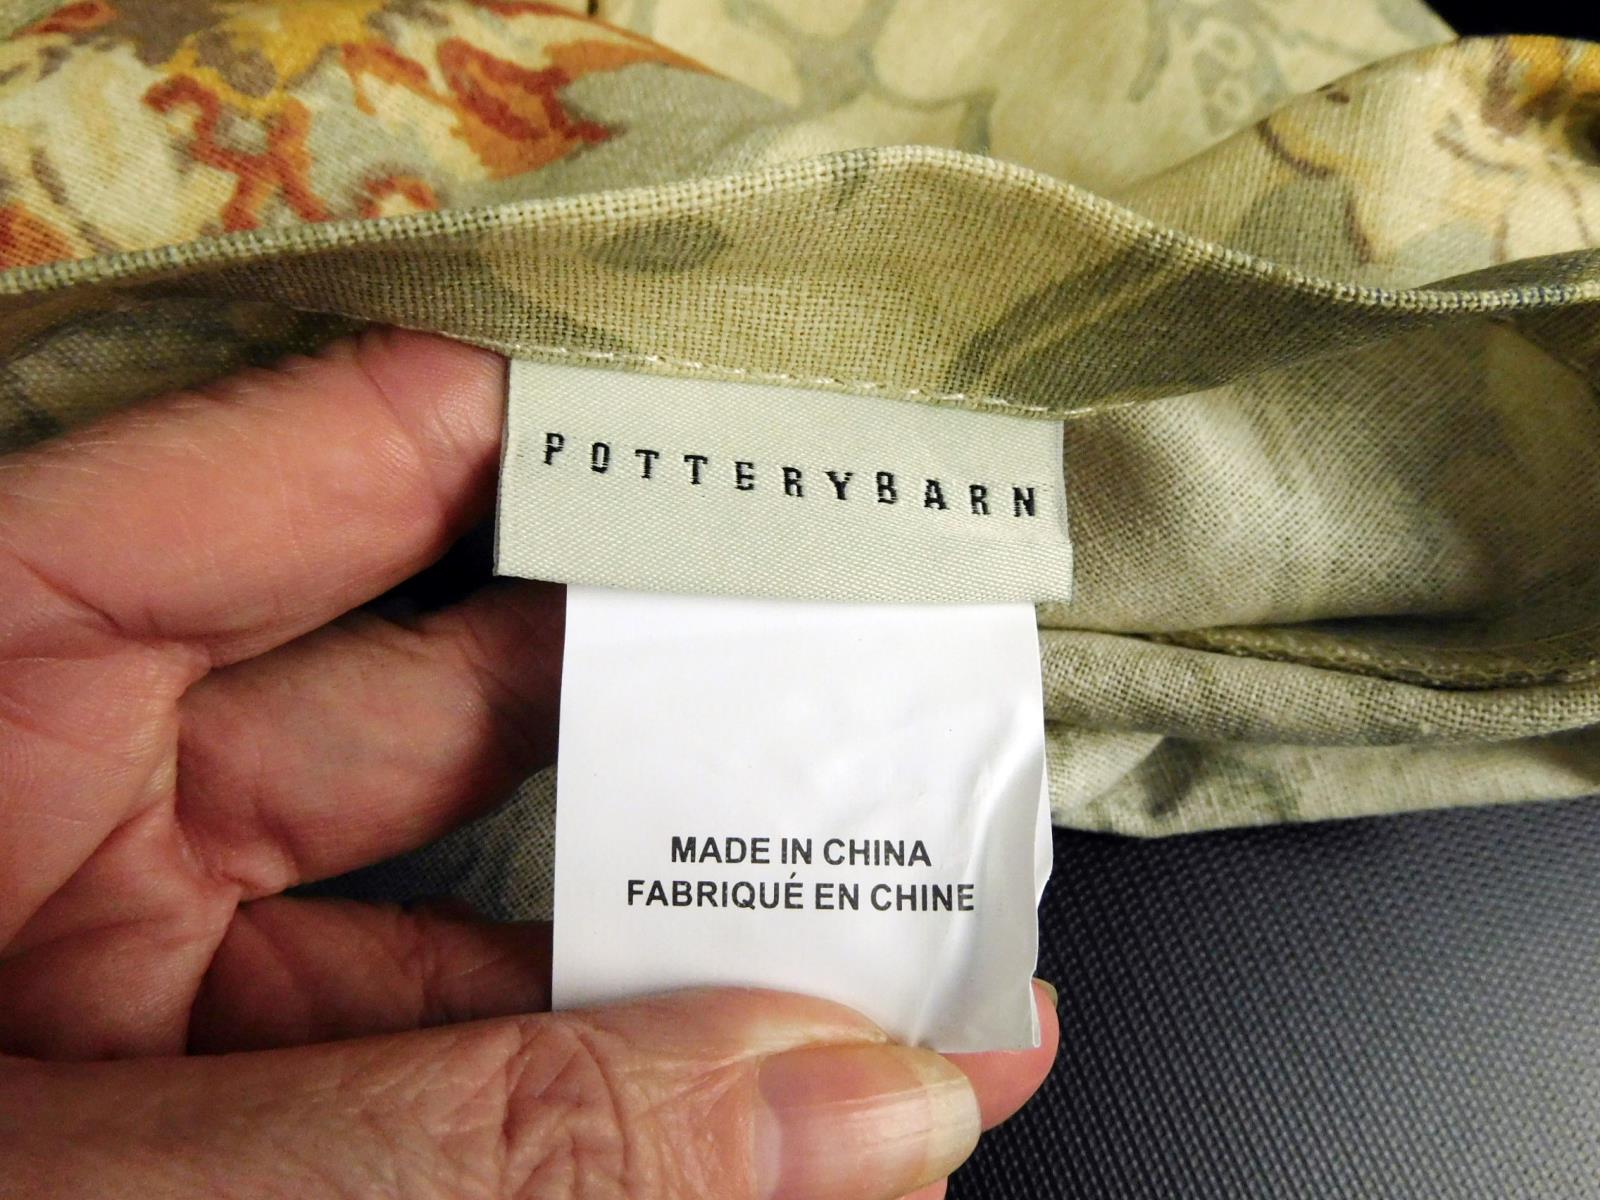 POTTERYBARN
MADE IN CHINA
FABRIQUÉ EN CHINE